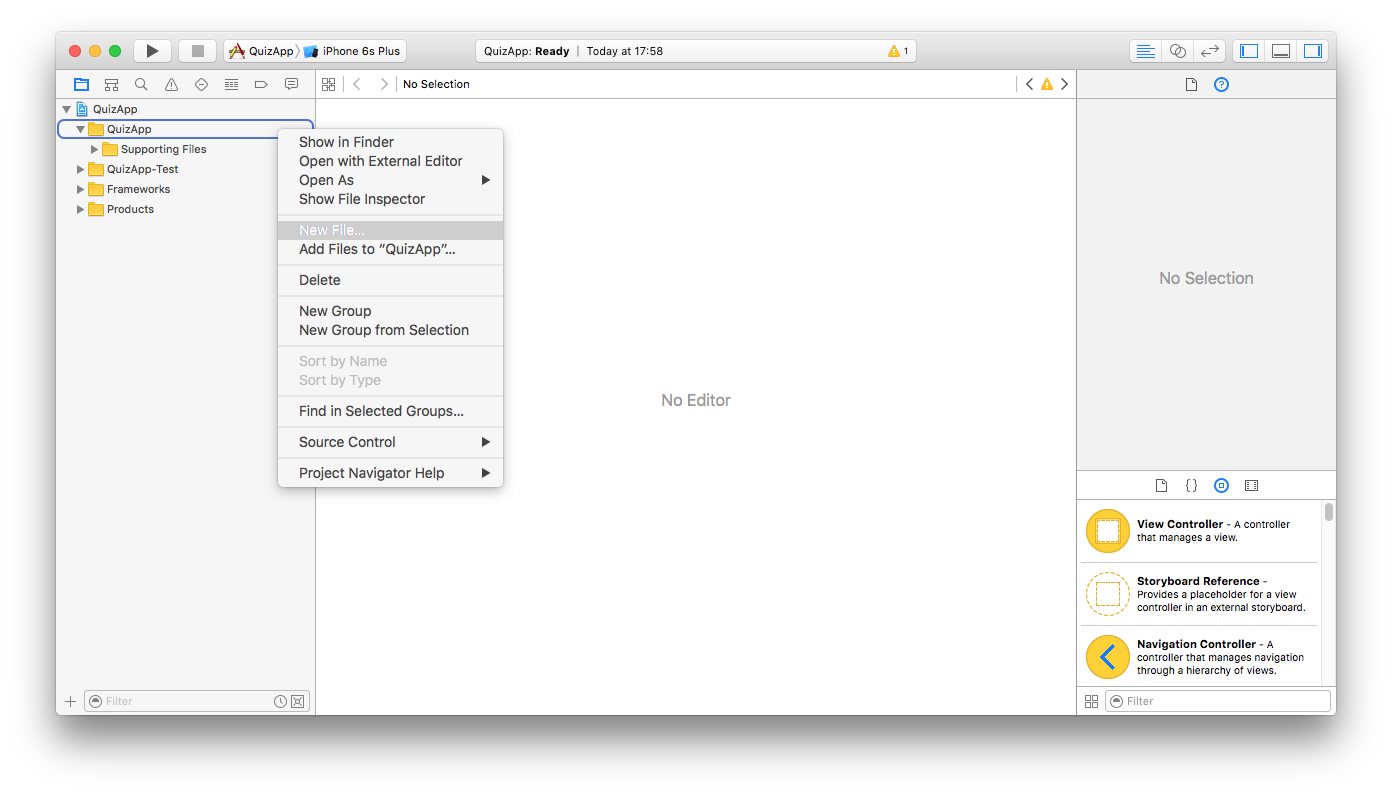 QuizApp
iPhone 6s Plus
QuizApp: Ready
Today at 17:58
1
No Selection
QuizApp
QuizApp
Supporting Files
QuizApp-Test
Frameworks
Products
Show in Finder
Open with External Editor
Open As
Show File Inspector
New File...
Add Files to “QuizApp”...
Delete
New Group
New Group from Selection
Sort by Name
Sort by Type
Find in Selected Groups...
Source Control
Project Navigator Help
No Editor
No Selection
{}
View Controller - A controller
that manages a view.
Storyboard Reference -
Provides a placeholder for a view
controller in an external storyboard.
Navigation Controller - A
controller that manages navigation
through a hierarchy of views.
Filter
Filter